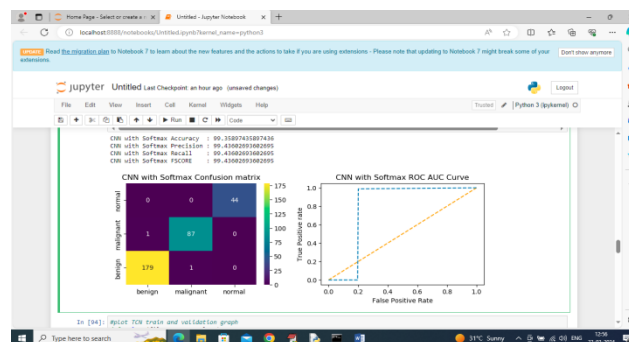 Home Page - Select or create a
Untitled - Jupyter Notebook
localhost:8888/notebooks/Untitled.ipynb?kernel_name=python3
UPDATE Read the migration plan to Notebook 7 to learn about the new features and the actions to take if you are using extensions - Please note that updating to Notebook 7 might break some of your extensions.
Don't show anymore
jupyter Untitled Last Checkpoint: an hour ago (unsaved changes)
Logout
File Edit View Insert Cell Kernel Widgets Help
Trusted Python 3 (ipykernel)
Run Code
CNN with Softmax Accuracy : 99.35897435897436
CNN with Softmax Precision : 99.43602693602695
CNN with Softmax Recall : 99.43602693602695
CNN with Softmax FSCORE : 99.43602693602695
CNN with Softmax Confusion matrix
normal 0 0 44
malignant 1 87 0
benign 179 1 0
benign malignant normal
175
150
125
100
75
50
25
0
CNN with Softmax ROC AUC Curve
True Positive rate
1.0
0.8
0.6
0.4
0.2
0.0
0.0 0.2 0.4 0.6 0.8 1.0
False Positive Rate
In [94]: #plot TCN train and validation graph
Type here to search
31°C Sunny
ENG
12:56